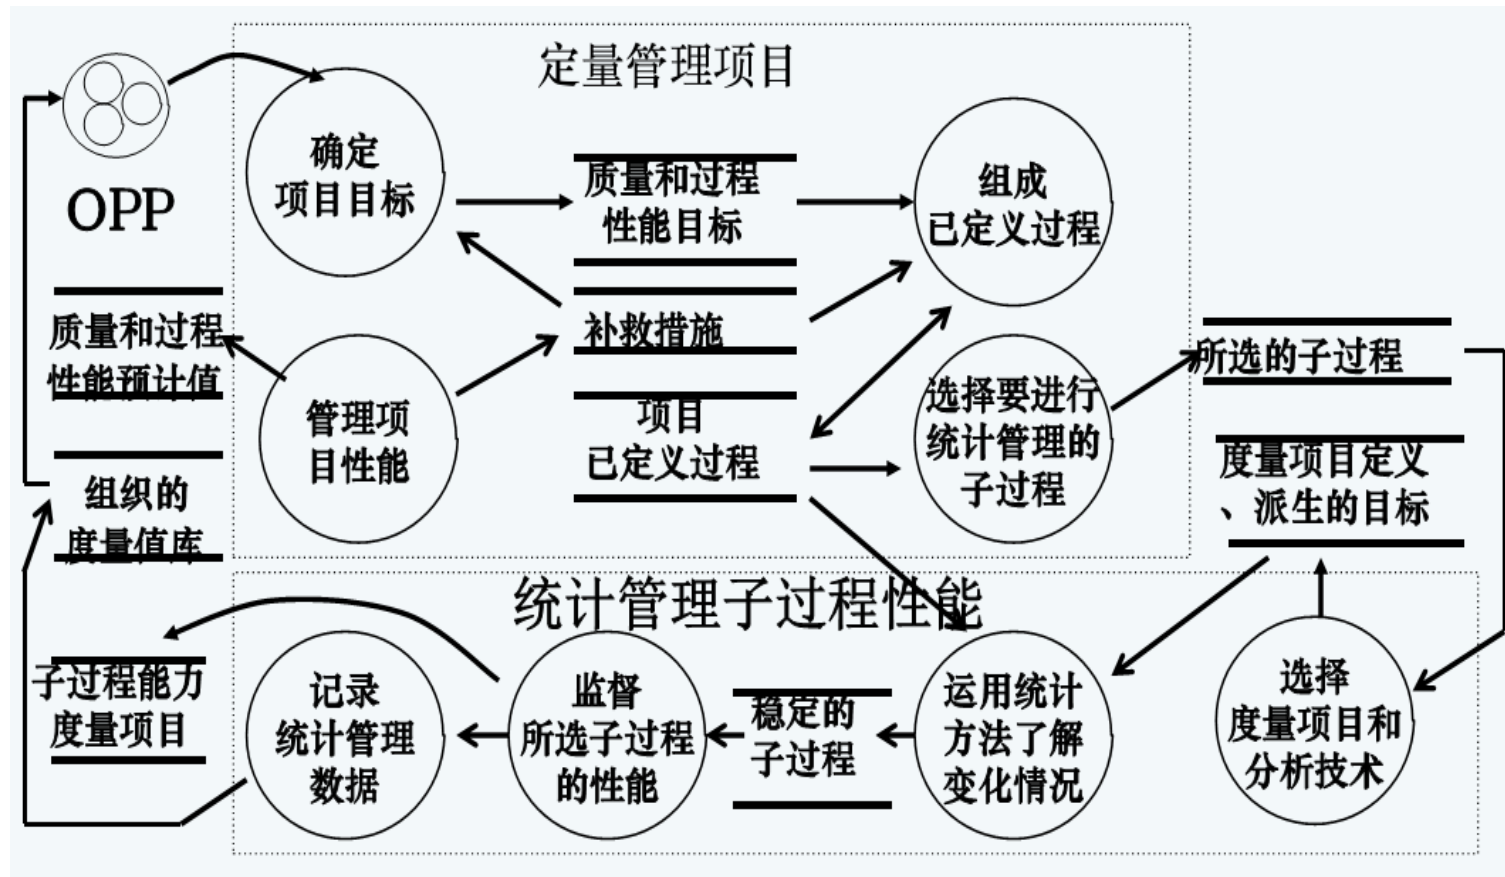 定量管理项目
OPP
确定
项目目标
质量和过程
性能目标
组成
已定义过程
质量和过程
性能预计值
补救措施
所选的子过程
管理项
目性能
项目
已定义过程
选择要进行
统计管理的
子过程
度量项目定义
、派生的目标
组织的
度量值库
统计管理子过程性能
子过程能力
度量项目
记录
统计管理
数据
监督
所选子过程
的性能
稳定的
子过程
运用统计
方法了解
变化情况
选择
度量项目和
分析技术